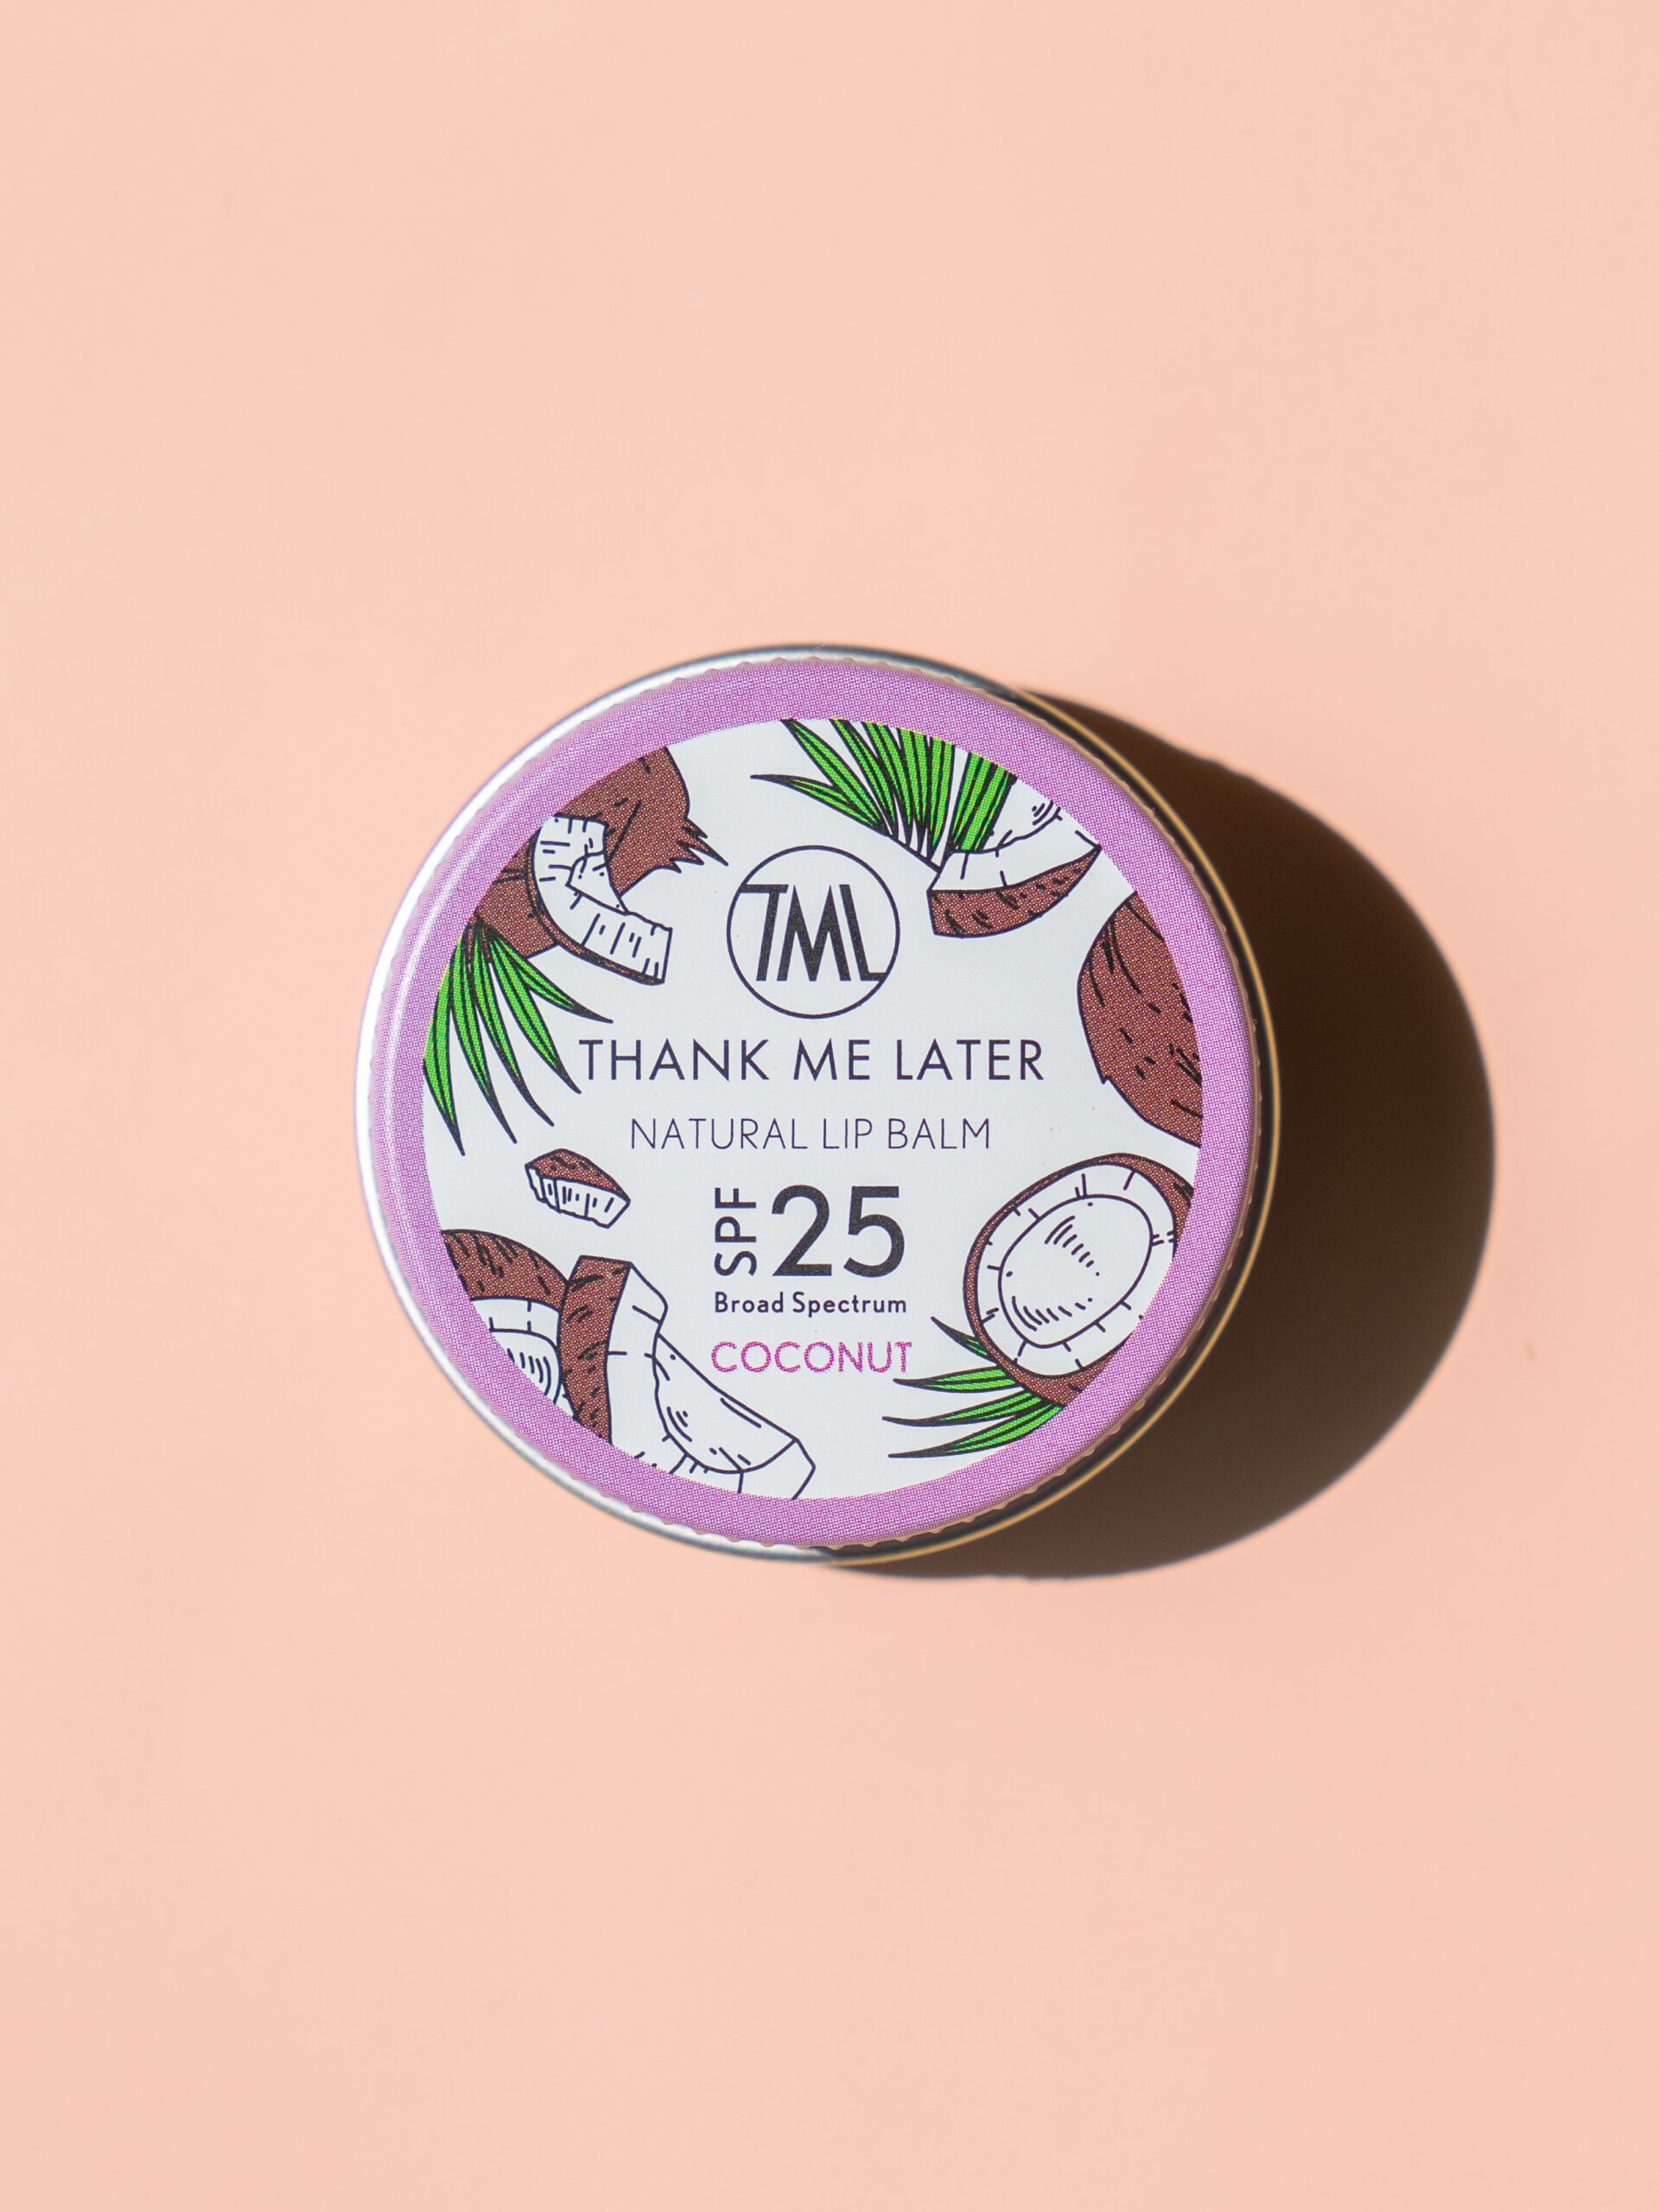 TML
THANK ME LATER
NATURAL LIP BALM
SPF 25
Broad Spectrum
COCONUT